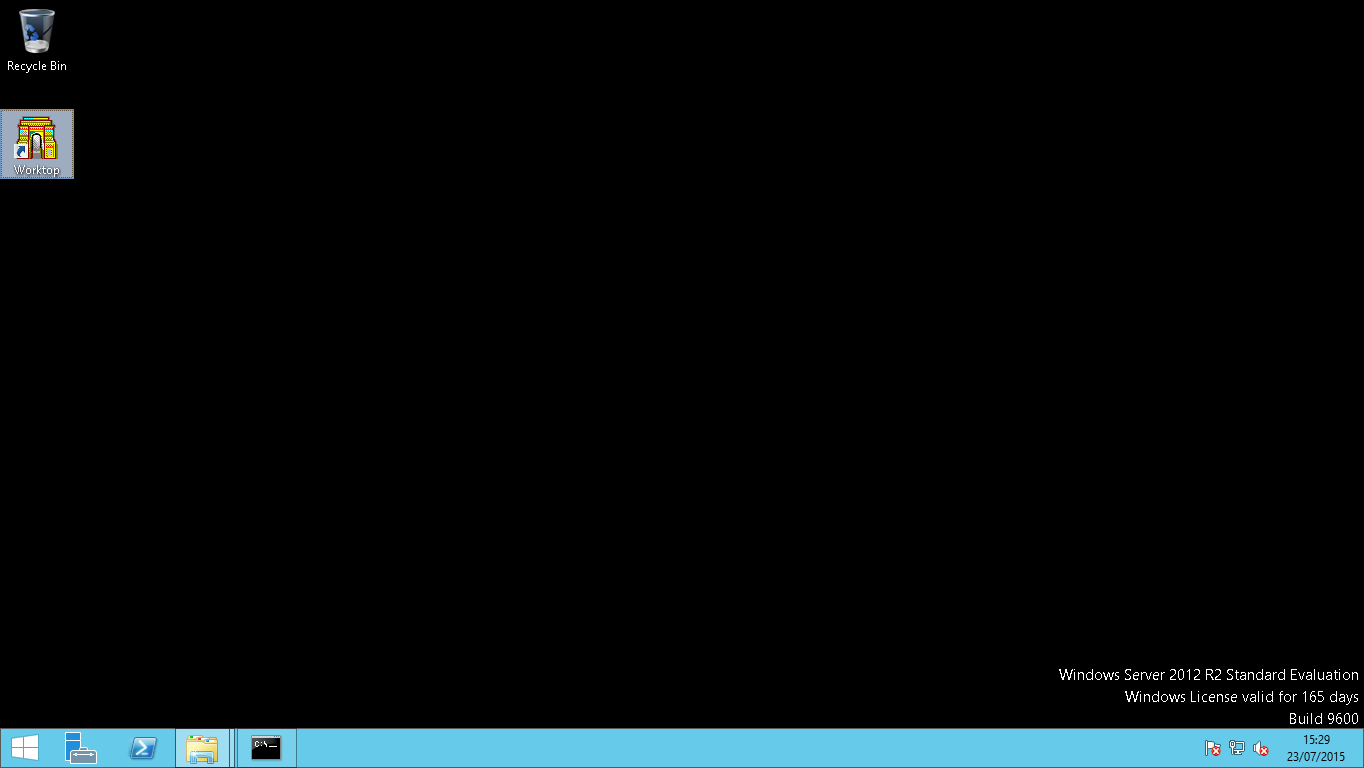 Recycle Bin
Worktop
Windows Server 2012 R2 Standard Evaluation
Windows License valid for 165 days
Build 9600
C:\
15:29
23/07/2015